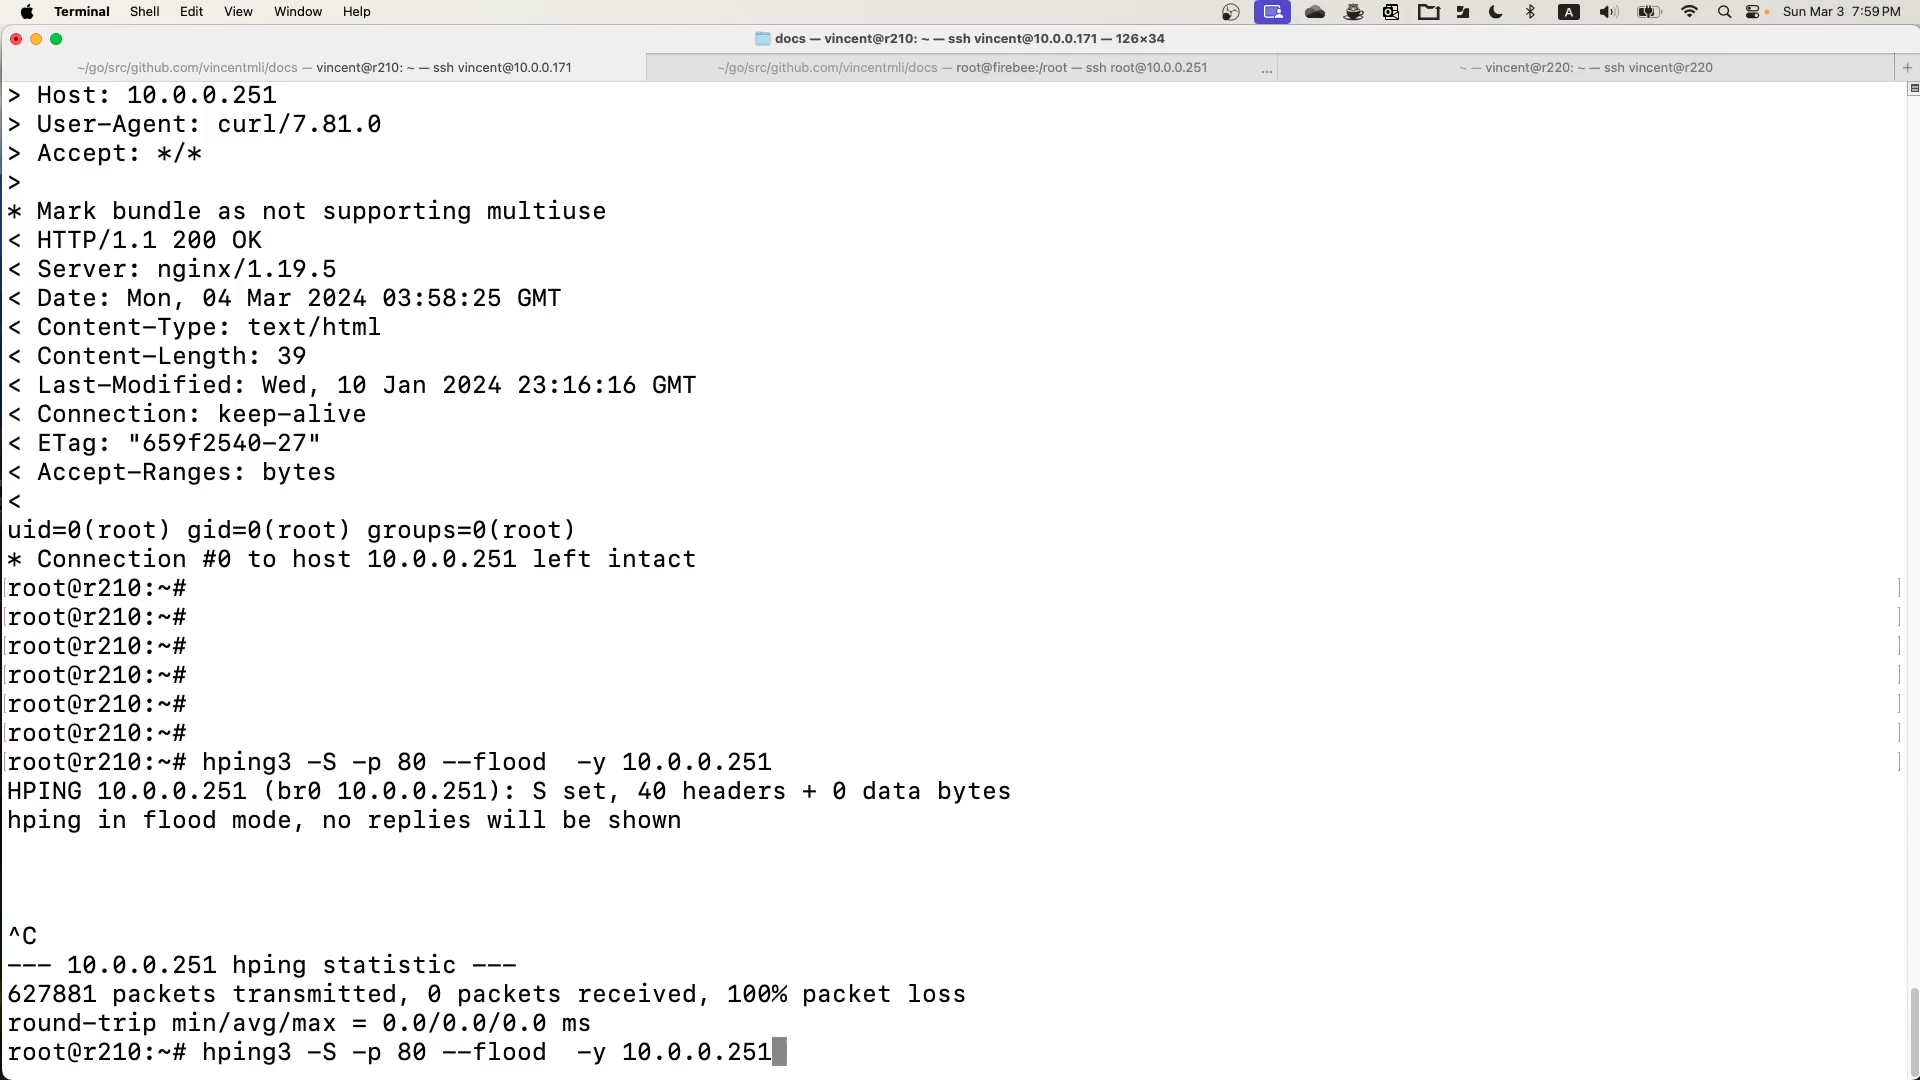 Terminal Shell Edit View Window Help A Sun Mar 3 7:59 PM
docs — vincent@r210: ~ — ssh vincent@10.0.0.171 — 126×34
~/go/src/github.com/vincentmli/docs — vincent@r210: ~ — ssh vincent@10.0.0.171
~/go/src/github.com/vincentmli/docs — root@firebee:/root — ssh root@10.0.0.251 ...
~ — vincent@r220: ~ — ssh vincent@r220 +
> Host: 10.0.0.251
> User-Agent: curl/7.81.0
> Accept: */*
>
* Mark bundle as not supporting multiuse
< HTTP/1.1 200 OK
< Server: nginx/1.19.5
< Date: Mon, 04 Mar 2024 03:58:25 GMT
< Content-Type: text/html
< Content-Length: 39
< Last-Modified: Wed, 10 Jan 2024 23:16:16 GMT
< Connection: keep-alive
< ETag: "659f2540-27"
< Accept-Ranges: bytes
<
uid=0(root) gid=0(root) groups=0(root)
* Connection #0 to host 10.0.0.251 left intact
root@r210:~#
root@r210:~#
root@r210:~#
root@r210:~#
root@r210:~#
root@r210:~#
root@r210:~# hping3 -S -p 80 --flood  -y 10.0.0.251
HPING 10.0.0.251 (br0 10.0.0.251): S set, 40 headers + 0 data bytes
hping in flood mode, no replies will be shown
^C
--- 10.0.0.251 hping statistic ---
627881 packets transmitted, 0 packets received, 100% packet loss
round-trip min/avg/max = 0.0/0.0/0.0 ms
root@r210:~# hping3 -S -p 80 --flood  -y 10.0.0.251